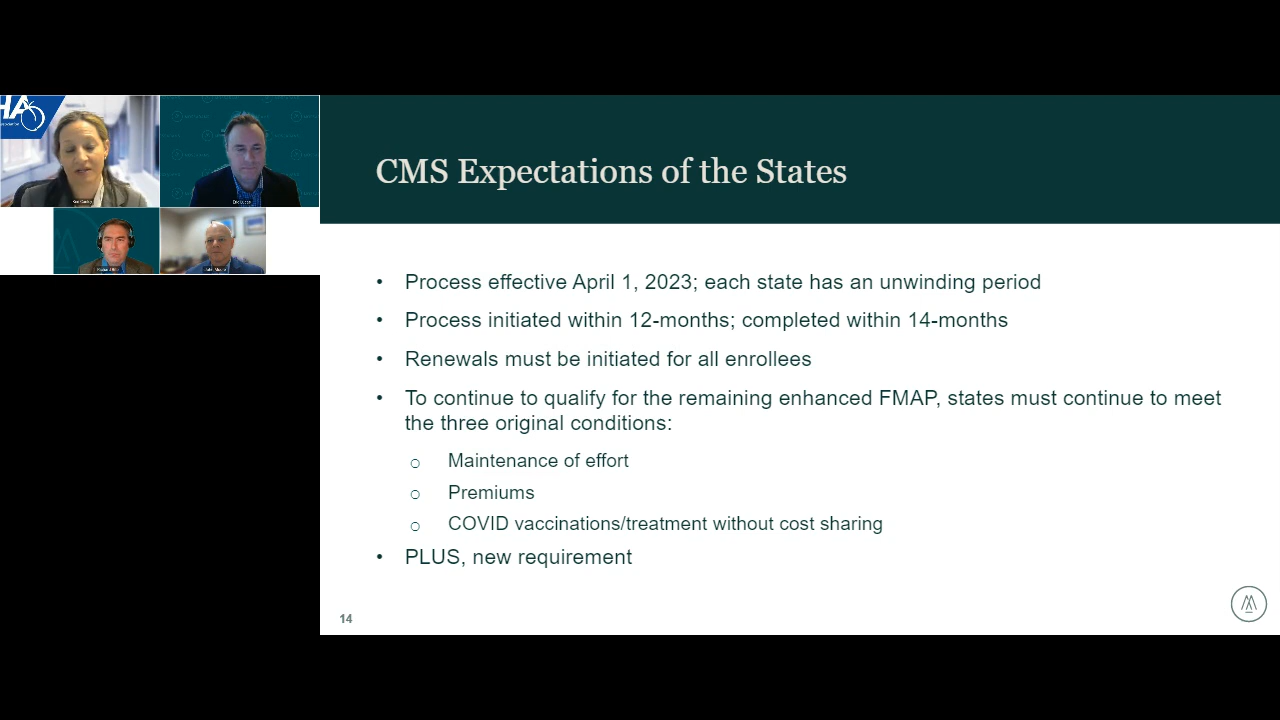 HA
CMS Expectations of the States
• Process effective April 1, 2023; each state has an unwinding period
• Process initiated within 12-months; completed within 14-months
• Renewals must be initiated for all enrollees
• To continue to qualify for the remaining enhanced FMAP, states must continue to meet
the three original conditions:
o Maintenance of effort
o Premiums
o COVID vaccinations/treatment without cost sharing
• PLUS, new requirement
14